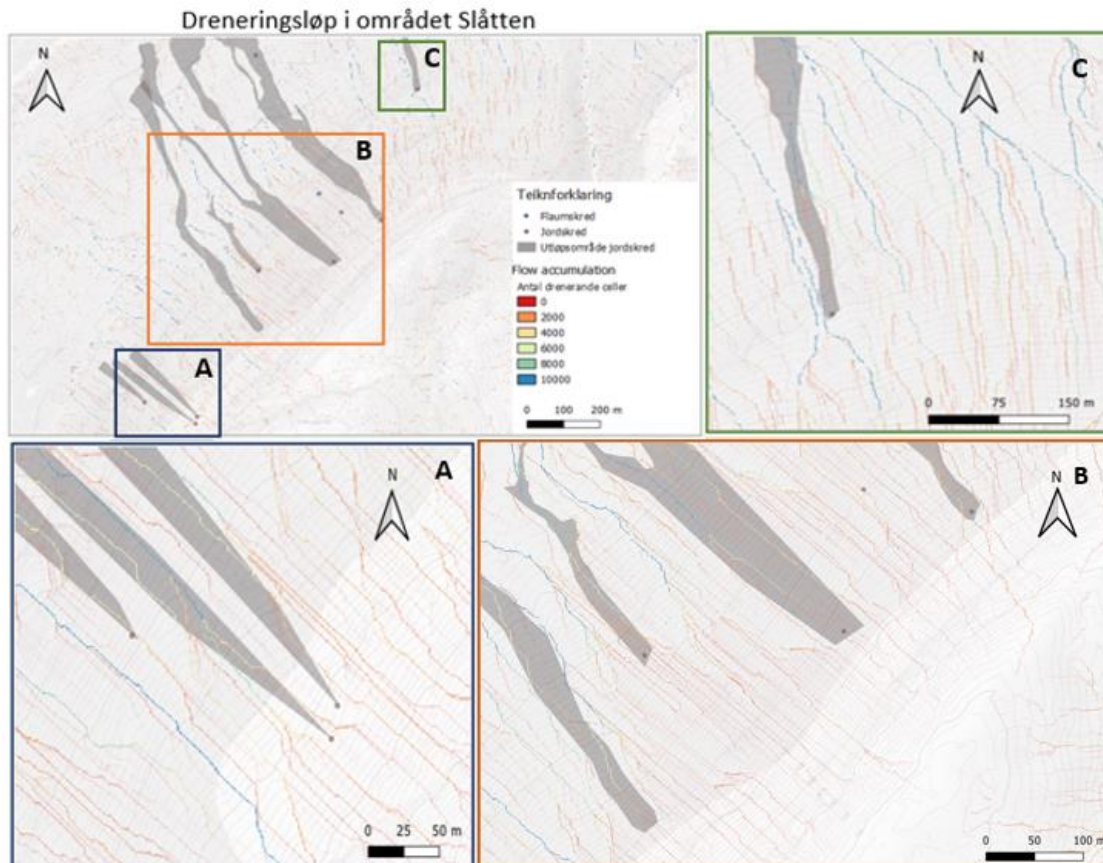 Dreneringsløp i området Slåtten
N
C
B
A
Teiknforklaring
Flaumskred
Jordskred
Utløpsområde jordskred
Flow accumulation
Antal drenerande celler
0
2000
4000
6000
8000
10000
0 100 200 m
C
N
0 75 150 m
A
N
0 25 50 m
B
N
0 50 100 m